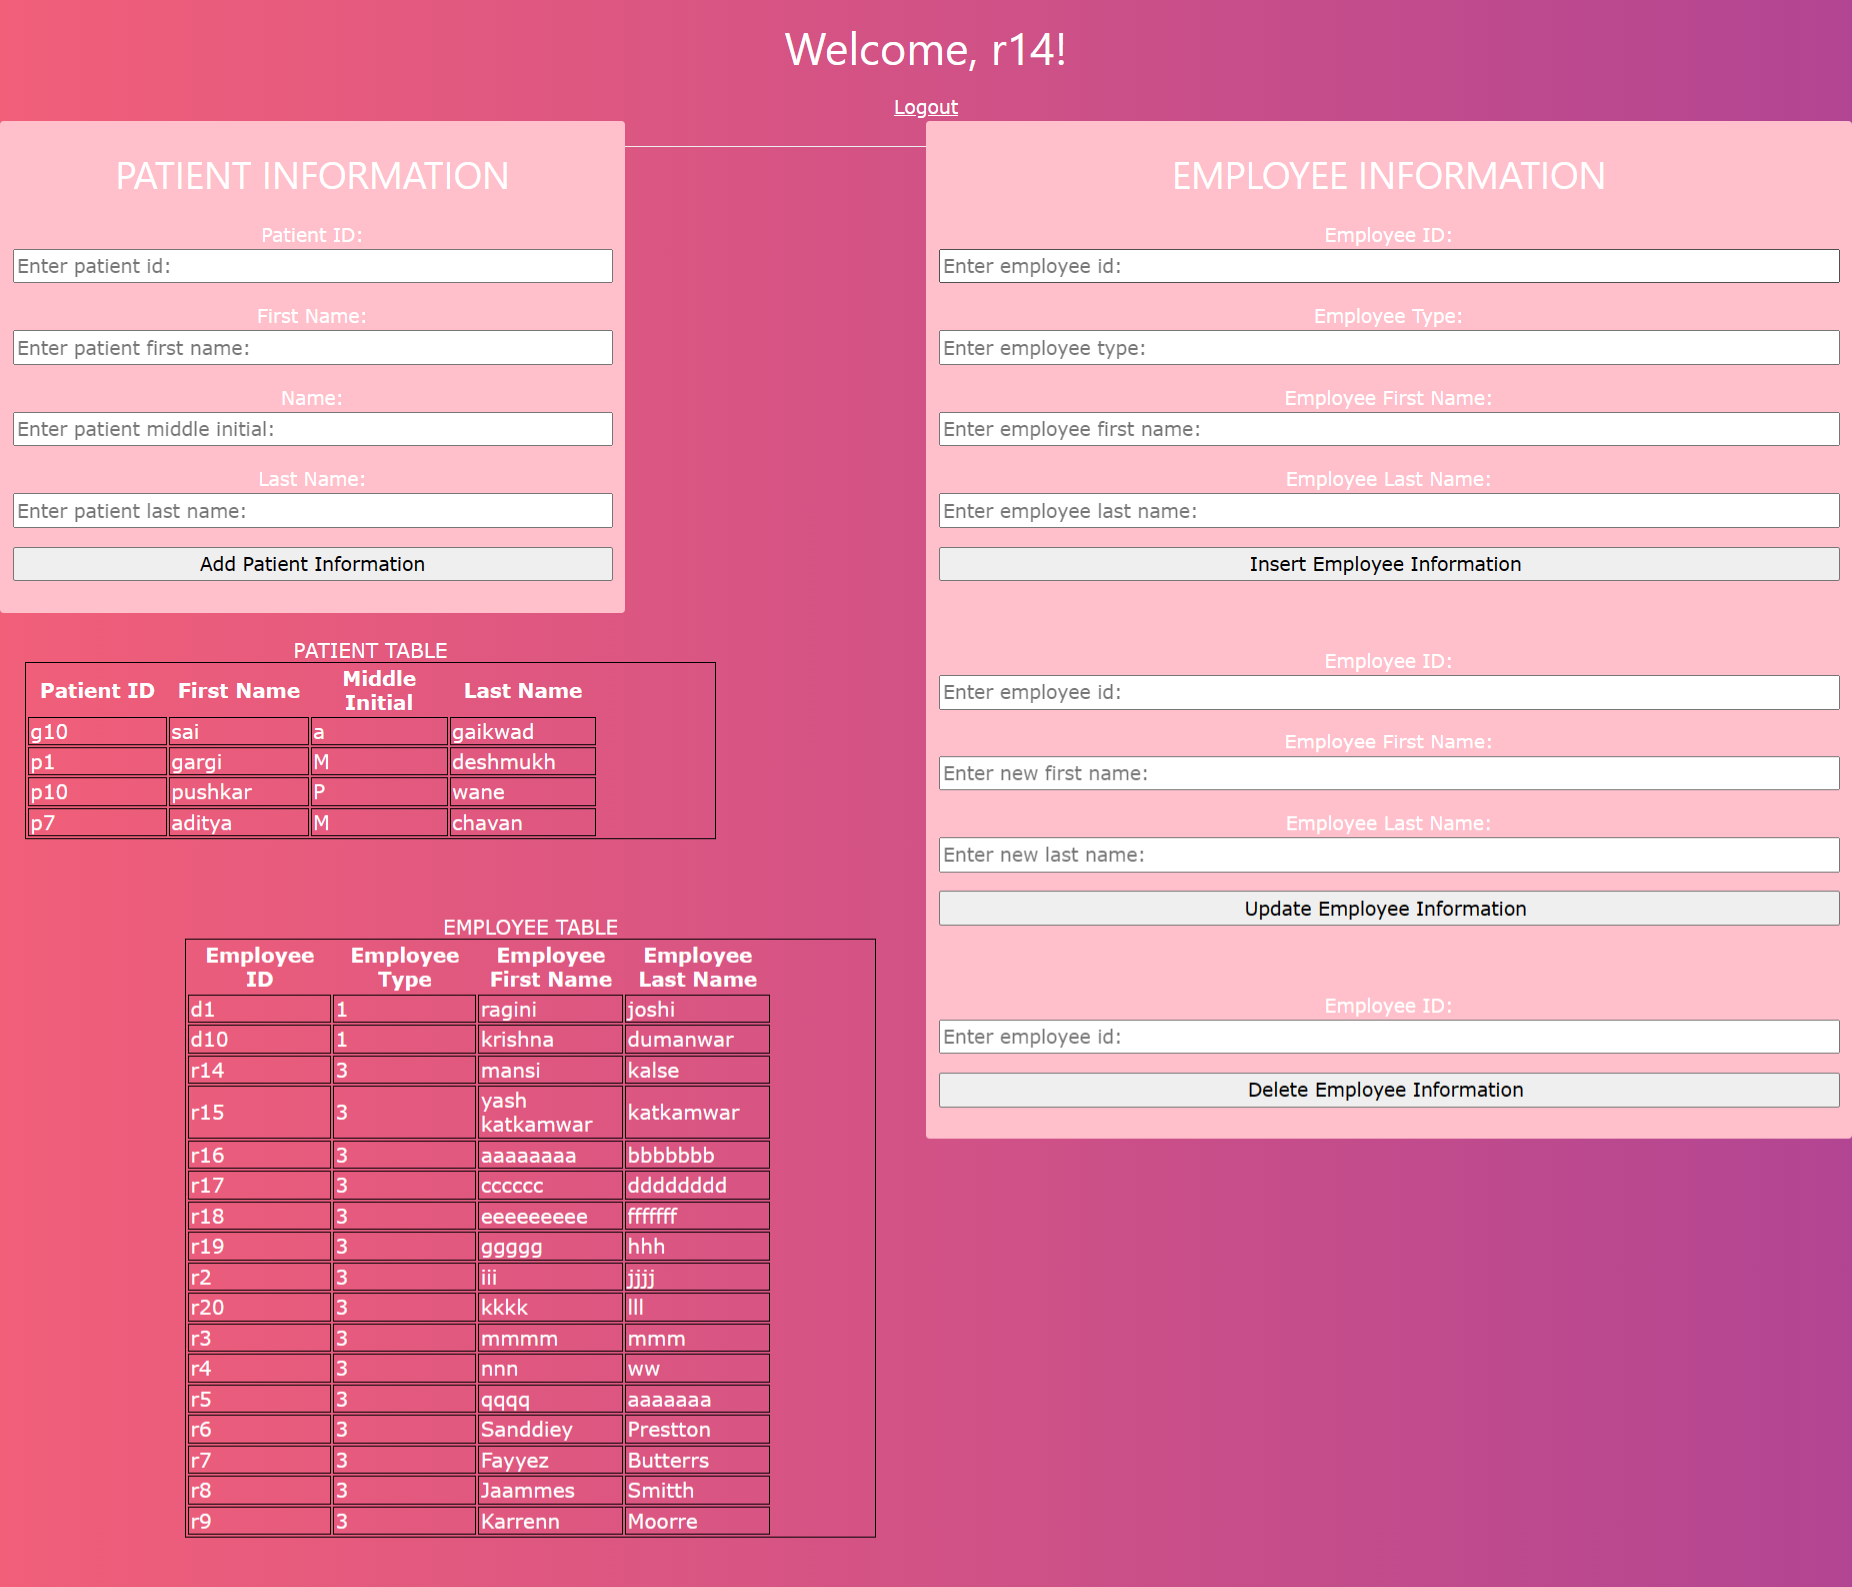 Welcome, r14!
Logout
PATIENT INFORMATION
Patient ID:
Enter patient id:
First Name:
Enter patient first name:
Name:
Enter patient middle initial:
Last Name:
Enter patient last name:
Add Patient Information
EMPLOYEE INFORMATION
Employee ID:
Enter employee id:
Employee Type:
Enter employee type:
Employee First Name:
Enter employee first name:
Employee Last Name:
Enter employee last name:
Insert Employee Information
Employee ID:
Enter employee id:
Employee First Name:
Enter new first name:
Employee Last Name:
Enter new last name:
Update Employee Information
Employee ID:
Enter employee id:
Delete Employee Information
PATIENT TABLE
Patient ID First Name Middle Initial Last Name
g10 sai a gaikwad
p1 gargi M deshmukh
p10 pushkar P wane
p7 aditya M chavan
EMPLOYEE TABLE
Employee ID Employee Type Employee First Name Employee Last Name
d1 1 ragini joshi
d10 1 krishna dumanwar
r14 3 mansi kalse
r15 3 yash katkamwar katkamwar
r16 3 aaaaaaaa bbbbbbb
r17 3 cccccc dddddddd
r18 3 eeeeeeeee fffffff
r19 3 ggggg hhh
r2 3 iii jjjj
r20 3 kkkk lll
r3 3 mmmm mmm
r4 3 nnn ww
r5 3 qqqq aaaaaaa
r6 3 Sanddiey Prestton
r7 3 Fayyez Butterrs
r8 3 Jaammes Smitth
r9 3 Karrenn Moorre